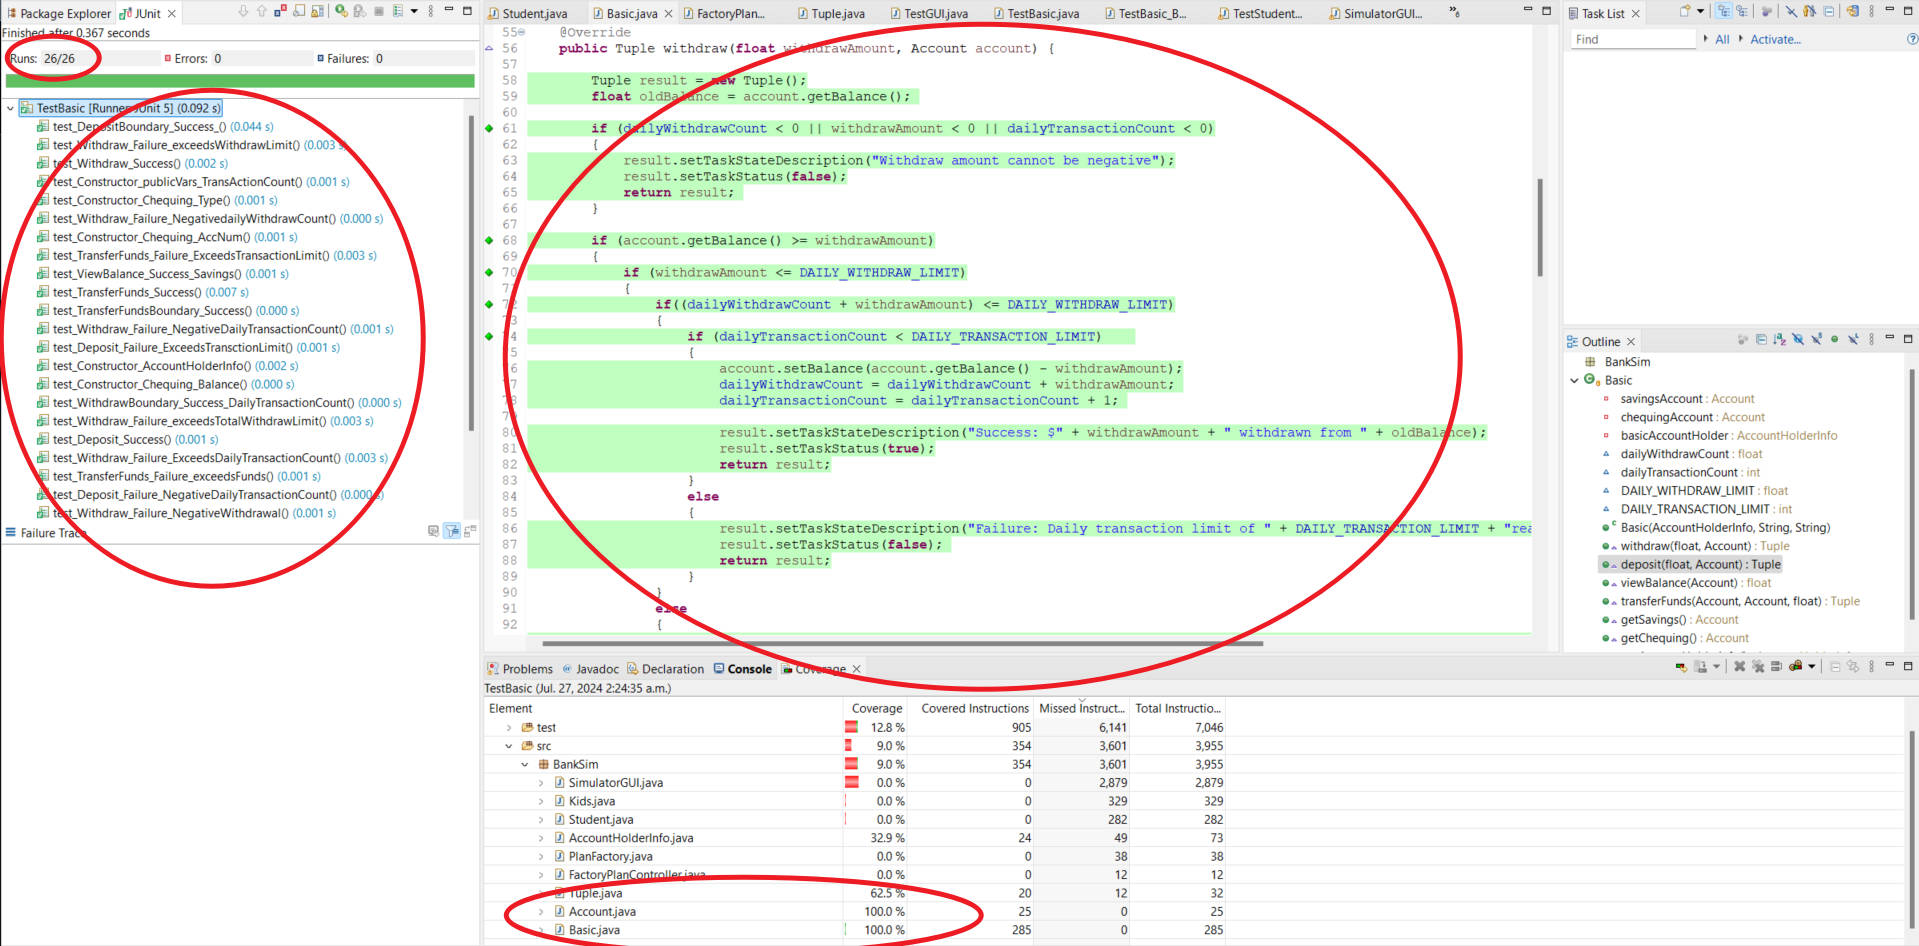 Package Explorer JUnit
Finished after 0.367 seconds
Runs: 26/26 Errors: 0 Failures: 0
TestBasic [Runner: JUnit 5] (0.092 s)
test_DepositBoundary_Success_() (0.044 s)
test_Withdraw_Failure_exceedsWithdrawLimit() (0.003 s)
test_Withdraw_Success() (0.002 s)
test_Constructor_publicVars_TransActionCount() (0.001 s)
test_Constructor_Chequing_Type() (0.001 s)
test_Withdraw_Failure_NegativedailyWithdrawCount() (0.000 s)
test_Constructor_Chequing_AccNum() (0.001 s)
test_TransferFunds_Failure_ExceedsTransactionLimit() (0.003 s)
test_ViewBalance_Success_Savings() (0.001 s)
test_TransferFunds_Success() (0.007 s)
test_TransferFundsBoundary_Success() (0.000 s)
test_Withdraw_Failure_NegativeDailyTransactionCount() (0.001 s)
test_Deposit_Failure_ExceedsTransctionLimit() (0.001 s)
test_Constructor_AccountHolderInfo() (0.002 s)
test_Constructor_Chequing_Balance() (0.000 s)
test_WithdrawBoundary_Success_DailyTransactionCount() (0.000 s)
test_Withdraw_Failure_exceedsTotalWithdrawLimit() (0.003 s)
test_Deposit_Success() (0.001 s)
test_Withdraw_Failure_ExceedsDailyTransactionCount() (0.003 s)
test_TransferFunds_Failure_exceedsFunds() (0.001 s)
test_Deposit_Failure_NegativeDailyTransactionCount() (0.000 s)
test_Withdraw_Failure_NegativeWithdrawal() (0.001 s)
Failure Trace
Student.java Basic.java FactoryPlan... Tuple.java TestGUI.java TestBasic.java TestBasic_B... TestStudent... SimulatorGUI... »6
55 @Override
56 public Tuple withdraw(float withdrawAmount, Account account) {
57
58 Tuple result = new Tuple();
59 float oldBalance = account.getBalance();
60
61 if (dailyWithdrawCount < 0 || withdrawAmount < 0 || dailyTransactionCount < 0)
62 {
63 result.setTaskStateDescription("Withdraw amount cannot be negative");
64 result.setTaskStatus(false);
65 return result;
66 }
67
68 if (account.getBalance() >= withdrawAmount)
69 {
70 if (withdrawAmount <= DAILY_WITHDRAW_LIMIT)
71 {
72 if((dailyWithdrawCount + withdrawAmount) <= DAILY_WITHDRAW_LIMIT)
73 {
74 if (dailyTransactionCount < DAILY_TRANSACTION_LIMIT)
75 {
76 account.setBalance(account.getBalance() - withdrawAmount);
77 dailyWithdrawCount = dailyWithdrawCount + withdrawAmount;
78 dailyTransactionCount = dailyTransactionCount + 1;
79
80 result.setTaskStateDescription("Success: $" + withdrawAmount + " withdrawn from " + oldBalance);
81 result.setTaskStatus(true);
82 return result;
83 }
84 else
85 {
86 result.setTaskStateDescription("Failure: Daily transaction limit of " + DAILY_TRANSACTION_LIMIT + "rea
87 result.setTaskStatus(false);
88 return result;
89 }
90 }
91 else
92 {
Problems Javadoc Declaration Console Coverage
TestBasic (Jul. 27, 2024 2:24:35 a.m.)
Element Coverage Covered Instructions Missed Instruct... Total Instructio...
test 12.8 % 905 6,141 7,046
src 9.0 % 354 3,601 3,955
BankSim 9.0 % 354 3,601 3,955
SimulatorGUI.java 0.0 % 0 2,879 2,879
Kids.java 0.0 % 0 329 329
Student.java 0.0 % 0 282 282
AccountHolderInfo.java 32.9 % 24 49 73
PlanFactory.java 0.0 % 0 38 38
FactoryPlanController.java 0.0 % 0 12 12
Tuple.java 62.5 % 20 12 32
Account.java 100.0 % 25 0 25
Basic.java 100.0 % 285 0 285
Task List
Find All Activate...
Outline
BankSim
Basic
savingsAccount : Account
chequingAccount : Account
basicAccountHolder : AccountHolderInfo
dailyWithdrawCount : float
dailyTransactionCount : int
DAILY_WITHDRAW_LIMIT : float
DAILY_TRANSACTION_LIMIT : int
Basic(AccountHolderInfo, String, String)
withdraw(float, Account) : Tuple
deposit(float, Account) : Tuple
viewBalance(Account) : float
transferFunds(Account, Account, float) : Tuple
getSavings() : Account
getChequing() : Account